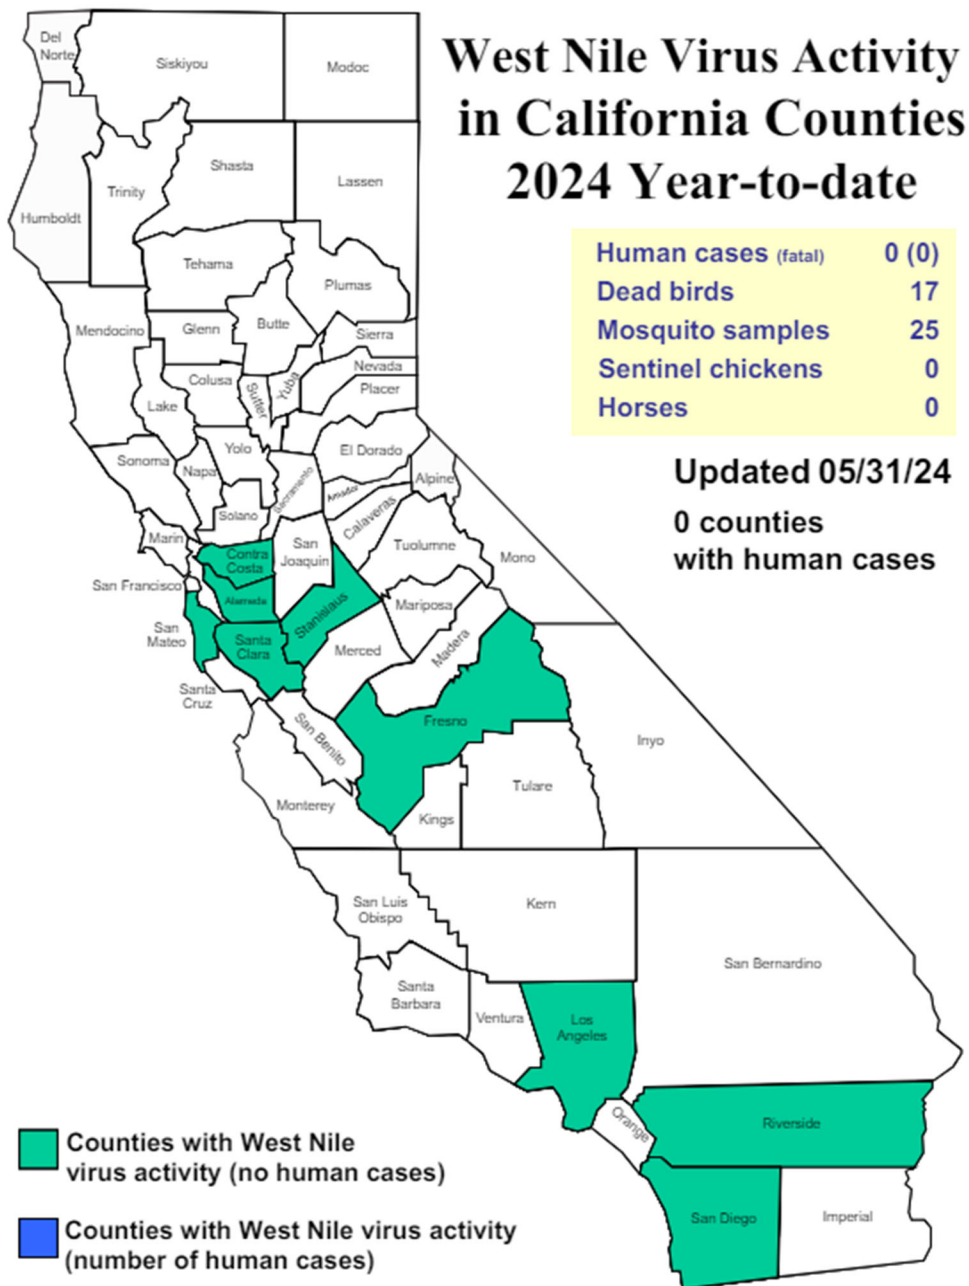 West Nile Virus Activity
in California Counties
2024 Year-to-date
Human cases (fatal) 0 (0)
Dead birds 17
Mosquito samples 25
Sentinel chickens 0
Horses 0
Updated 05/31/24
0 counties
with human cases
Del
Norte
Siskiyou
Modoc
Humboldt
Trinity
Shasta
Lassen
Tehama
Plumas
Mendocino
Glenn
Butte
Sierra
Nevada
Placer
Colusa
Sutter
Yuba
Lake
Sonoma
Napa
Yolo
El Dorado
Sacramento
Amador
Alpine
Solano
Calaveras
Marin
Contra
Costa
San
Joaquin
Tuolumne
Mono
San Francisco
Alameda
Stanislaus
Mariposa
San
Mateo
Santa
Clara
Merced
Madera
Santa
Cruz
San Benito
Fresno
Inyo
Monterey
Kings
Tulare
San Luis
Obispo
Kern
San Bernardino
Santa
Barbara
Ventura
Los
Angeles
Orange
Riverside
San Diego
Imperial
Counties with West Nile
virus activity (no human cases)
Counties with West Nile virus activity
(number of human cases)